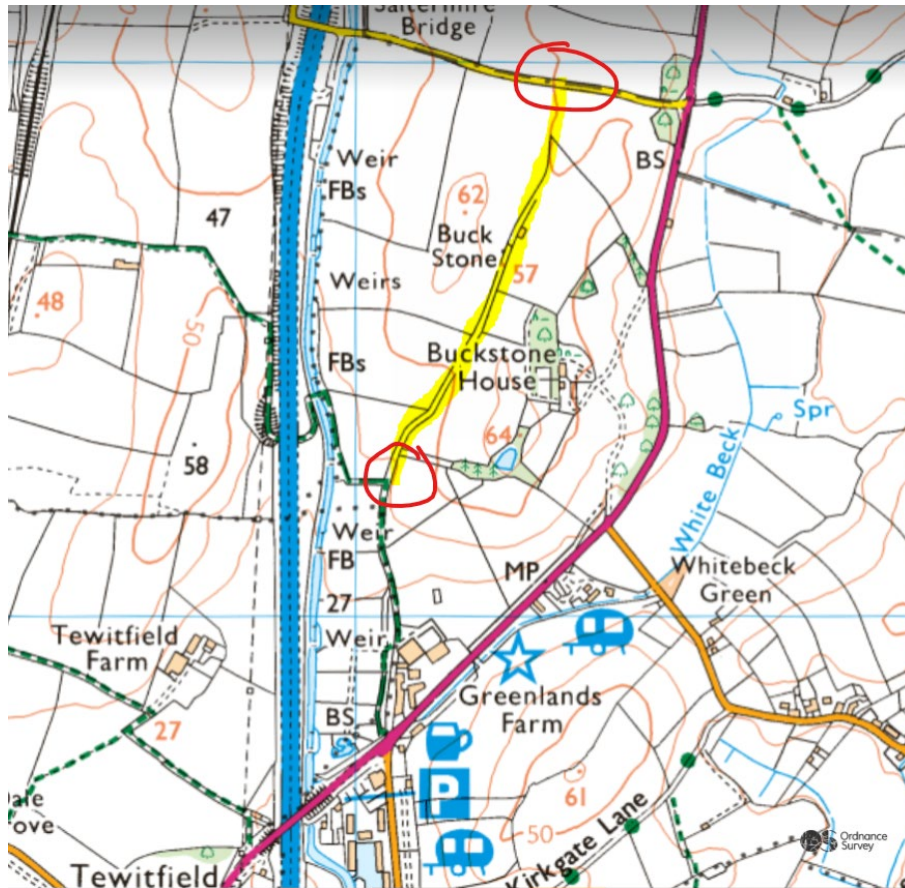 Saltermire
Bridge
Weir
FBs
BS
62
47
Buck
Stone
57
Weirs
48
50
FBs
Buckstone
House
Spr
64
58
White Beck
Weir
FB
MP
Whitebeck
Green
27
Tewitfield
Farm
Weir
Greenlands
Farm
BS
27
P
61
50
Kirkgate Lane
Ordnance
Survey
Tewitfield